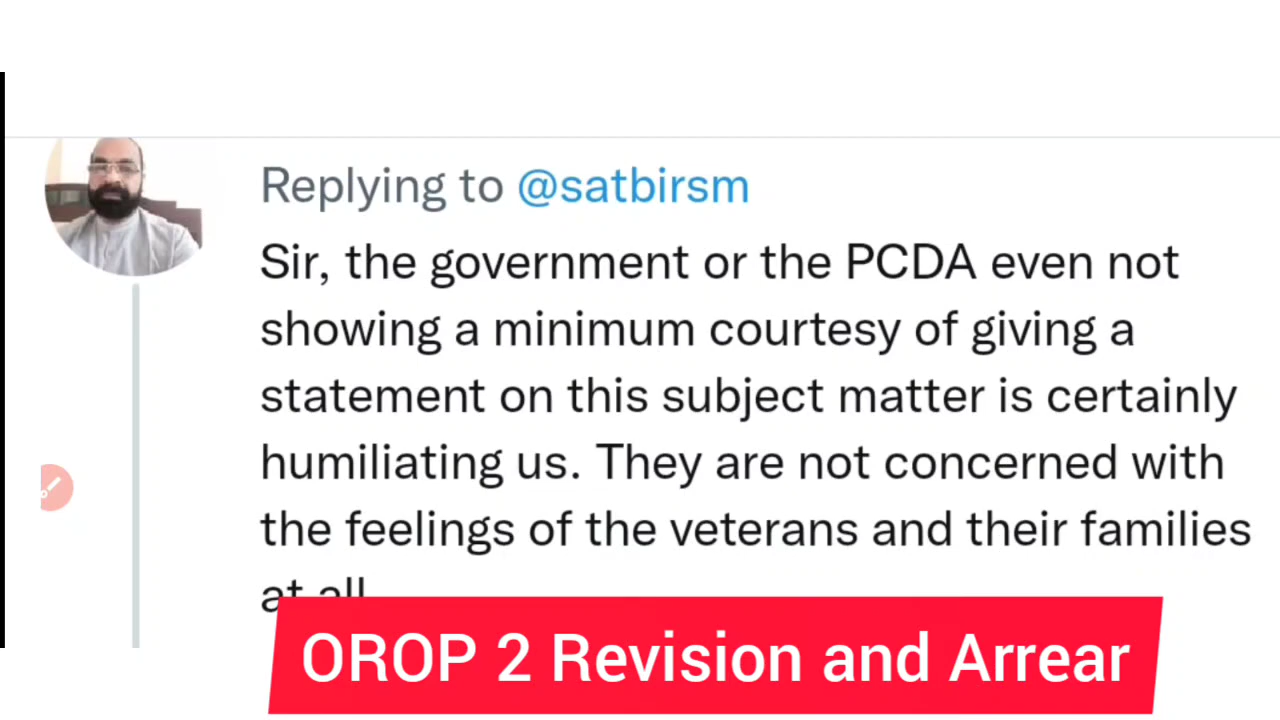 Replying to @satbirsm
Sir, the government or the PCDA even not
showing a minimum courtesy of giving a
statement on this subject matter is certainly
humiliating us. They are not concerned with
the feelings of the veterans and their families
at all
OROP 2 Revision and Arrear